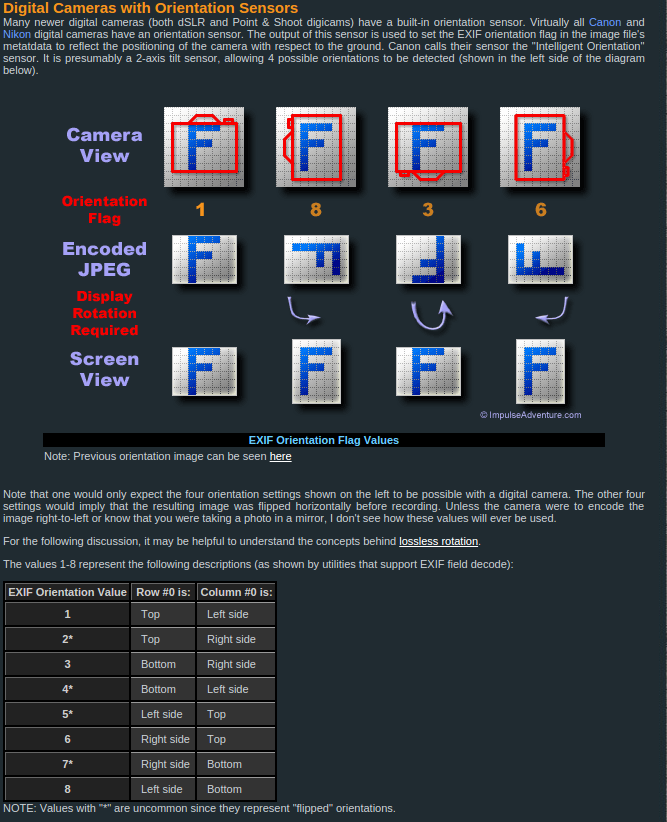 Digital Cameras with Orientation Sensors
Many newer digital cameras (both dSLR and Point & Shoot digicams) have a built-in orientation sensor. Virtually all Canon and
Nikon digital cameras have an orientation sensor. The output of this sensor is used to set the EXIF orientation flag in the image file's
metatdata to reflect the positioning of the camera with respect to the ground. Canon calls their sensor the "Intelligent Orientation"
sensor. It is presumably a 2-axis tilt sensor, allowing 4 possible orientations to be detected (shown in the left side of the diagram
below).
Camera
View
F F F F
Orientation
Flag
1 8 3 6
Encoded
JPEG
F F F F
Display
Rotation
Required
Screen
View
F F F F
© ImpulseAdventure.com
EXIF Orientation Flag Values
Note: Previous orientation image can be seen here
Note that one would only expect the four orientation settings shown on the left to be possible with a digital camera. The other four
settings would imply that the resulting image was flipped horizontally before recording. Unless the camera were to encode the
image right-to-left or know that you were taking a photo in a mirror, I don't see how these values will ever be used.
For the following discussion, it may be helpful to understand the concepts behind lossless rotation.
The values 1-8 represent the following descriptions (as shown by utilities that support EXIF field decode):
EXIF Orientation Value Row #0 is: Column #0 is:
1 Top Left side
2* Top Right side
3 Bottom Right side
4* Bottom Left side
5* Left side Top
6 Right side Top
7* Right side Bottom
8 Left side Bottom
NOTE: Values with "*" are uncommon since they represent "flipped" orientations.